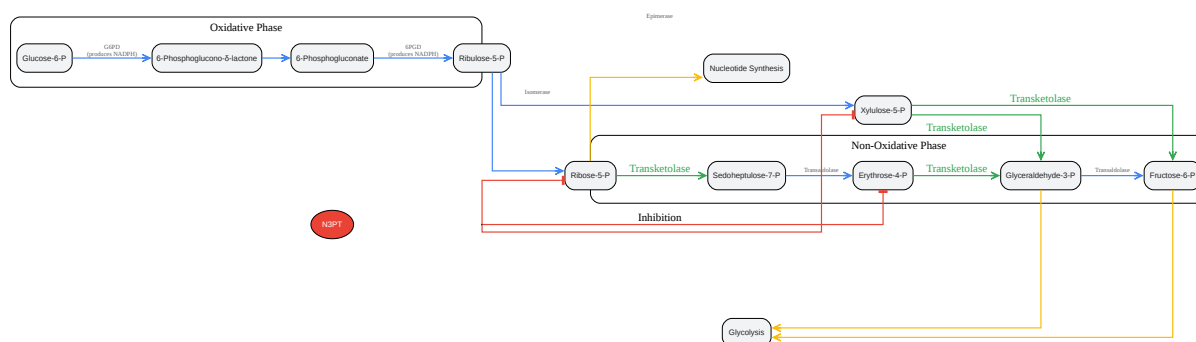 Epimerase
Oxidative Phase
Glucose-6-P
G6PD
(produces NADPH)
6-Phosphoglucono-δ-lactone
6-Phosphogluconate
6PGD
(produces NADPH)
Ribulose-5-P
Nucleotide Synthesis
Isomerase
Xylulose-5-P
Transketolase
Transketolase
Non-Oxidative Phase
Ribose-5-P
Transketolase
Sedoheptulose-7-P
Transaldolase
Erythrose-4-P
Transketolase
Glyceraldehyde-3-P
Transaldolase
Fructose-6-P
Inhibition
N3PT
Glycolysis